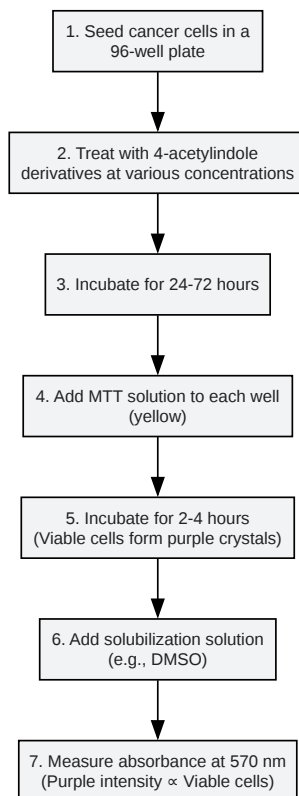 1. Seed cancer cells in a
96-well plate
2. Treat with 4-acetylindole
derivatives at various concentrations
3. Incubate for 24-72 hours
4. Add MTT solution to each well
(yellow)
5. Incubate for 2-4 hours
(Viable cells form purple crystals)
6. Add solubilization solution
(e.g., DMSO)
7. Measure absorbance at 570 nm
(Purple intensity ∝ Viable cells)